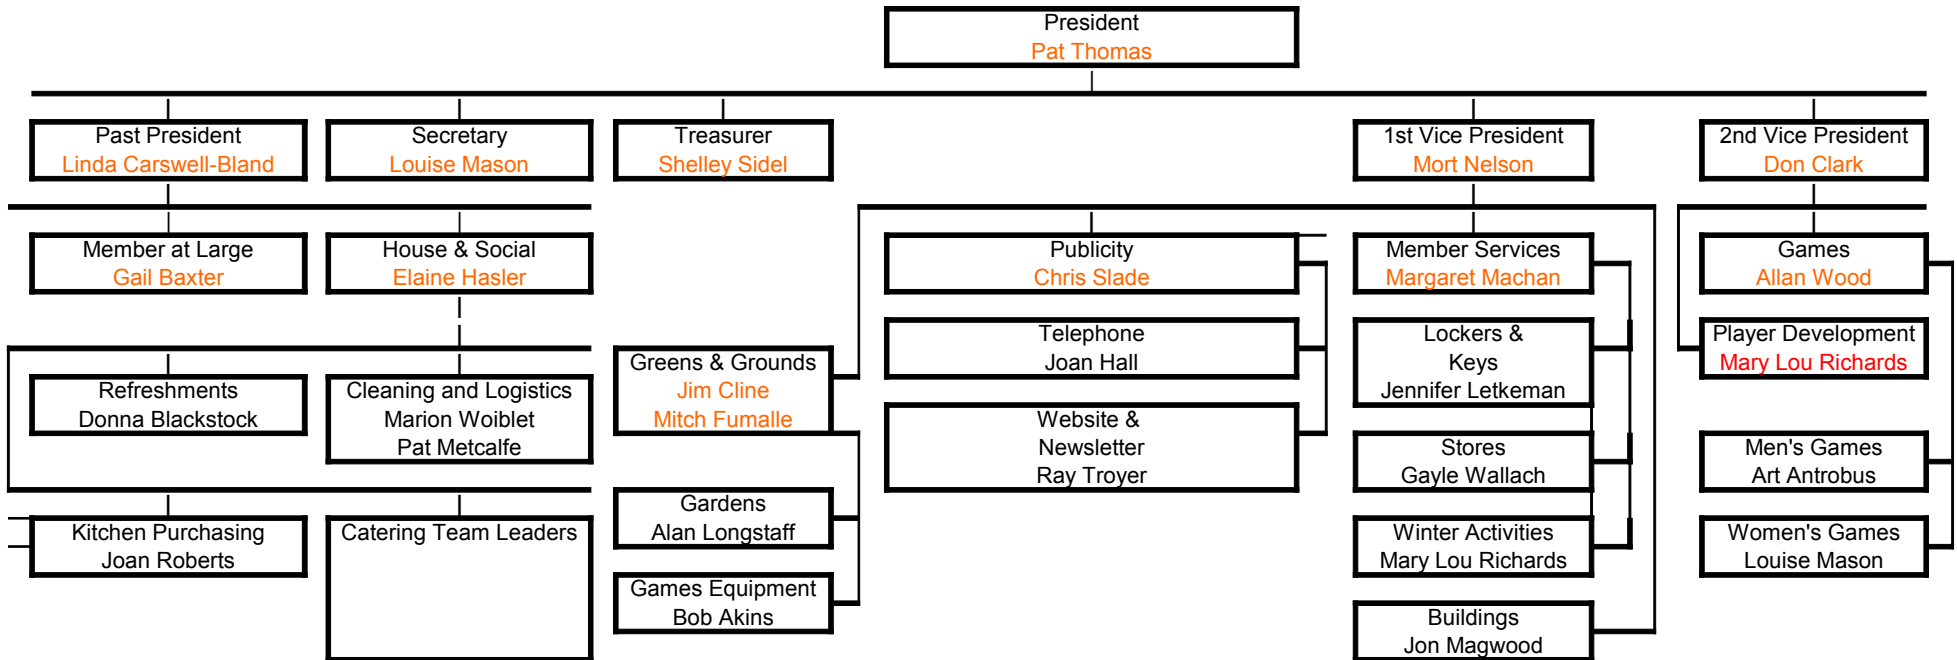 President
Pat Thomas
Past President
Linda Carswell-Bland
Secretary
Louise Mason
Treasurer
Shelley Sidel
1st Vice President
Mort Nelson
2nd Vice President
Don Clark
Member at Large
Gail Baxter
House & Social
Elaine Hasler
Publicity
Chris Slade
Member Services
Margaret Machan
Games
Allan Wood
Greens & Grounds
Jim Cline
Mitch Fumalle
Telephone
Joan Hall
Lockers &
Keys
Jennifer Letkeman
Player Development
Mary Lou Richards
Refreshments
Donna Blackstock
Cleaning and Logistics
Marion Woiblet
Pat Metcalfe
Website &
Newsletter
Ray Troyer
Stores
Gayle Wallach
Men's Games
Art Antrobus
Gardens
Alan Longstaff
Kitchen Purchasing
Joan Roberts
Catering Team Leaders
Winter Activities
Mary Lou Richards
Women's Games
Louise Mason
Games Equipment
Bob Akins
Buildings
Jon Magwood